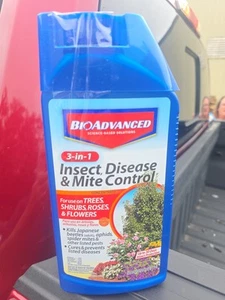 BIOADVANCED
SCIENCE-BASED SOLUTIONS
3-in-1
Insect, Disease
& Mite Control
For use on TREES,
SHRUBS, ROSES,
& FLOWERS
• Kills Japanese
beetles aphids,
spider mites & other
listed pests
• Cures & prevents
listed diseases